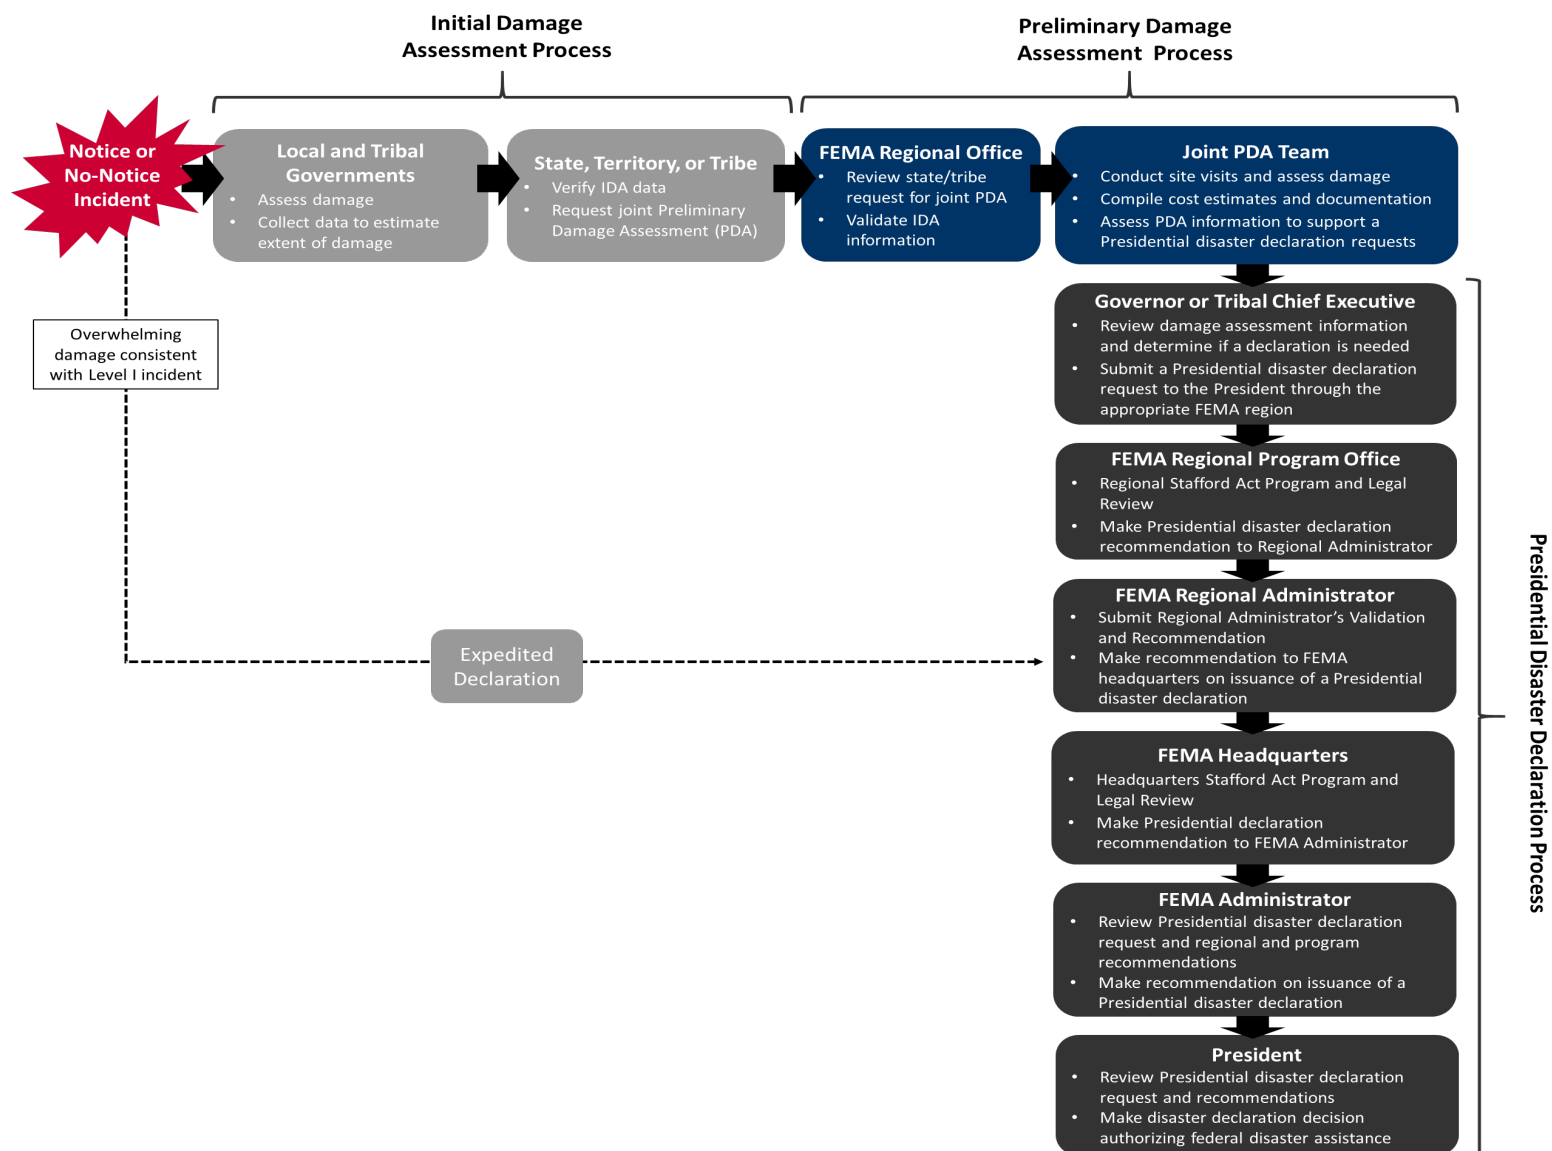 Initial Damage
Assessment Process
Preliminary Damage
Assessment Process
Notice or
No-Notice
Incident
Local and Tribal
Governments
• Assess damage
• Collect data to estimate
extent of damage
State, Territory, or Tribe
• Verify IDA data
• Request joint Preliminary
Damage Assessment (PDA)
FEMA Regional Office
• Review state/tribe
request for joint PDA
• Validate IDA
information
Joint PDA Team
• Conduct site visits and assess damage
• Compile cost estimates and documentation
• Assess PDA information to support a
Presidential disaster declaration requests
Overwhelming
damage consistent
with Level I incident
Governor or Tribal Chief Executive
• Review damage assessment information
and determine if a declaration is needed
• Submit a Presidential disaster declaration
request to the President through the
appropriate FEMA region
FEMA Regional Program Office
• Regional Stafford Act Program and Legal
Review
• Make Presidential disaster declaration
recommendation to Regional Administrator
Expedited
Declaration
FEMA Regional Administrator
• Submit Regional Administrator’s Validation
and Recommendation
• Make recommendation to FEMA
headquarters on issuance of a Presidential
disaster declaration
FEMA Headquarters
• Headquarters Stafford Act Program and
Legal Review
• Make Presidential declaration
recommendation to FEMA Administrator
FEMA Administrator
• Review Presidential disaster declaration
request and regional and program
recommendations
• Make recommendation on issuance of a
Presidential disaster declaration
President
• Review Presidential disaster declaration
request and recommendations
• Make disaster declaration decision
authorizing federal disaster assistance
Presidential Disaster Declaration Process